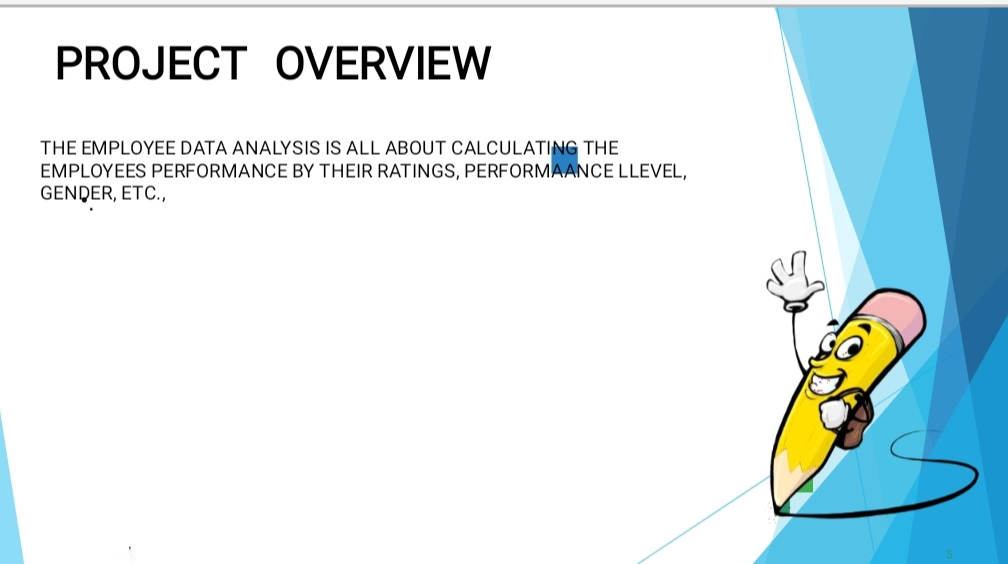 PROJECT OVERVIEW
THE EMPLOYEE DATA ANALYSIS IS ALL ABOUT CALCULATING THE
EMPLOYEES PERFORMANCE BY THEIR RATINGS, PERFORMAANCE LLEVEL,
GENDER, ETC.,
5